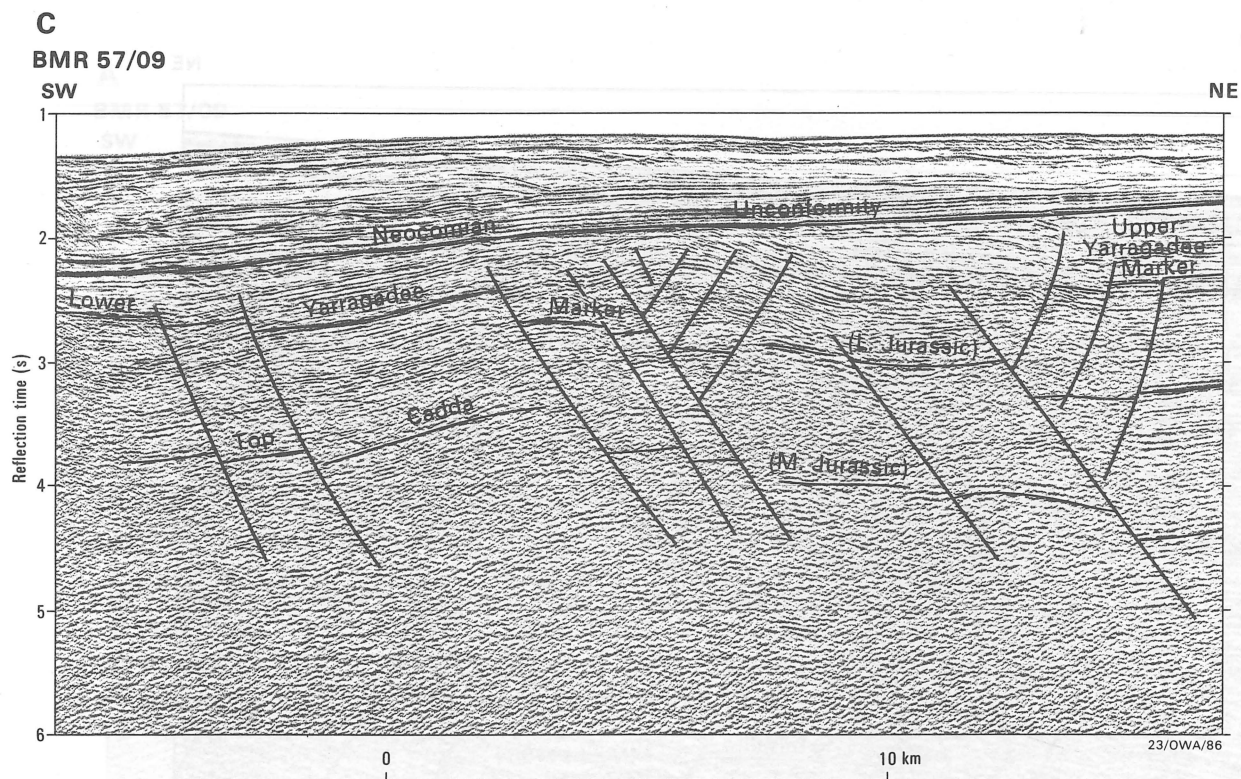 C
BMR 57/09
SW
NE
1
2
3
4
5
6
Reflection time (s)
Neocomian Unconformity
Upper
Yarragadee
Marker
Lower Yarragadee Marker (L. Jurassic)
Top Cadda (M. Jurassic)
23/OWA/86
0 10 km